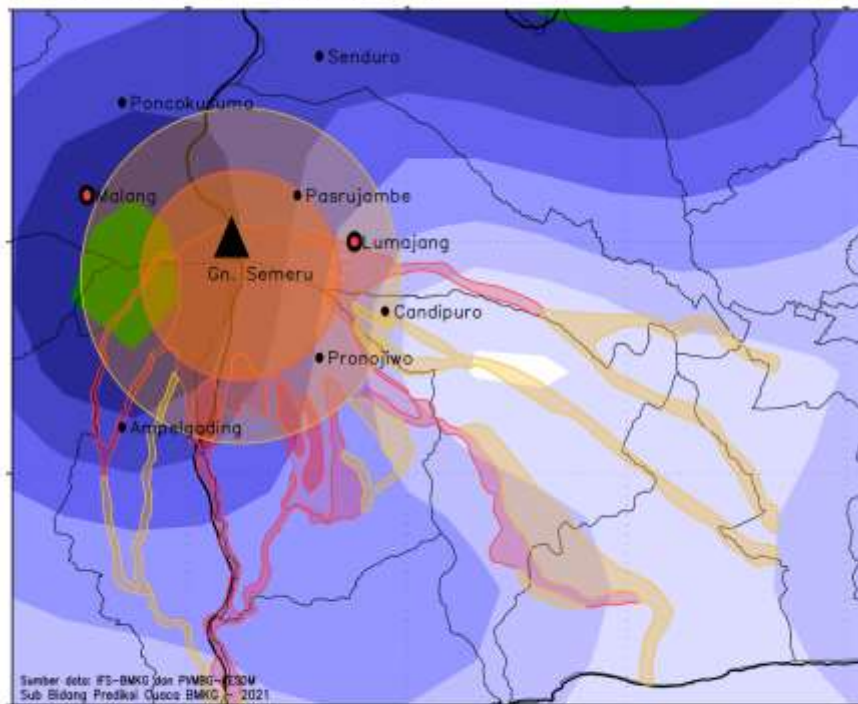 Senduro
Poncokusumo
Malang
Pasrujambe
Lumajang
Gn. Semeru
Candipuro
Pronojiwo
Ampelgading
Sumber data: IFS-BMKG dan PVMBG-KESDM
Sub Bidang Prediksi Cuaca BMKG - 2021